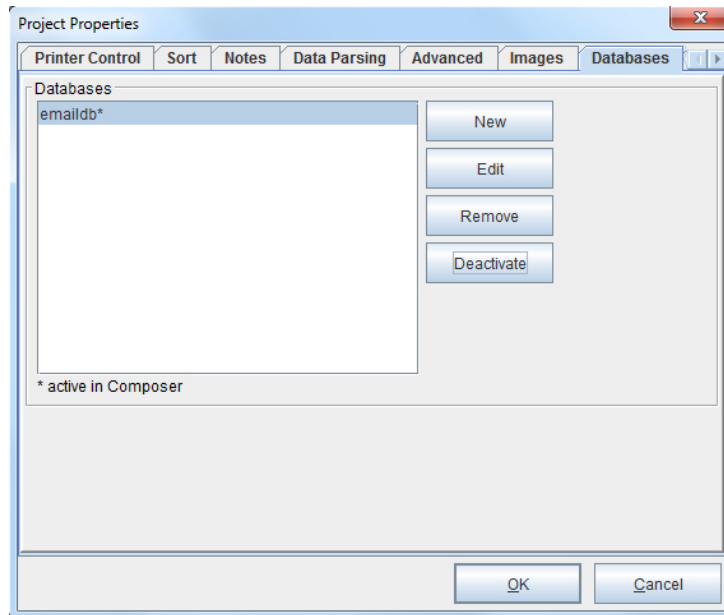 Project Properties
Printer Control Sort Notes Data Parsing Advanced Images Databases
Databases
emaildb*
New
Edit
Remove
Deactivate
* active in Composer
OK Cancel